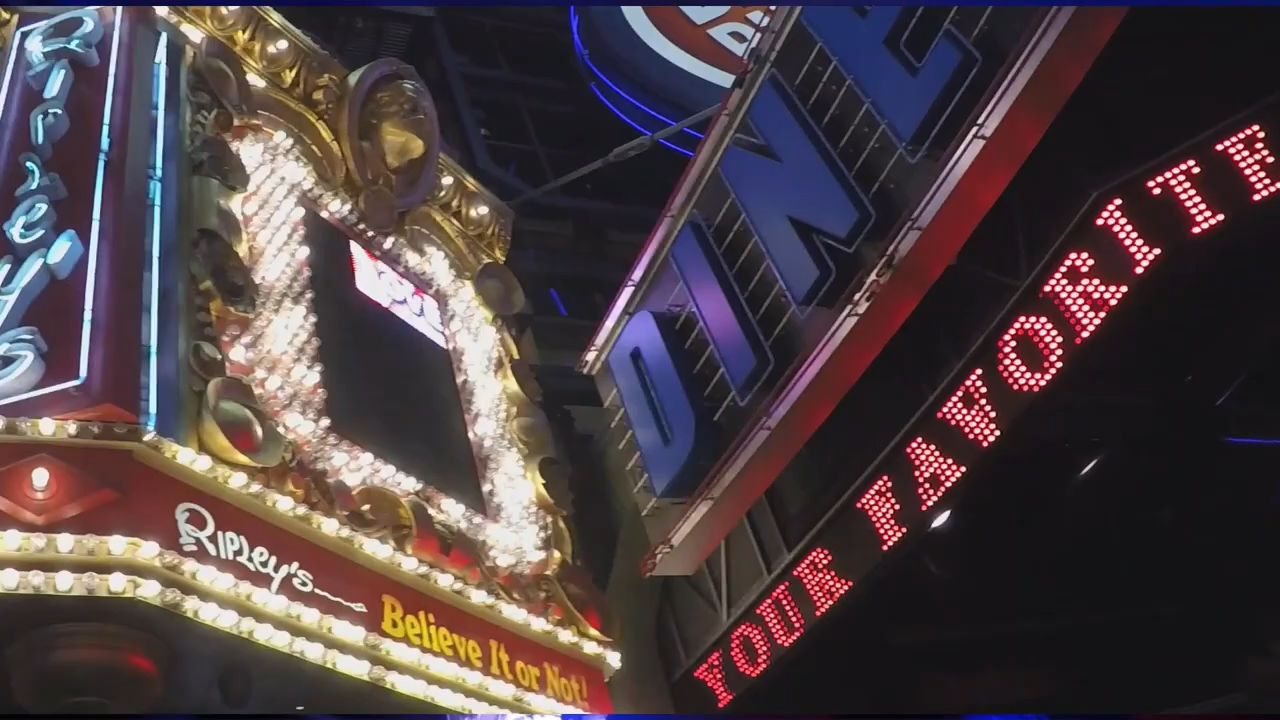 Ripley's
Ripley's
Believe It or Not!
DINE
YOUR FAVORITE